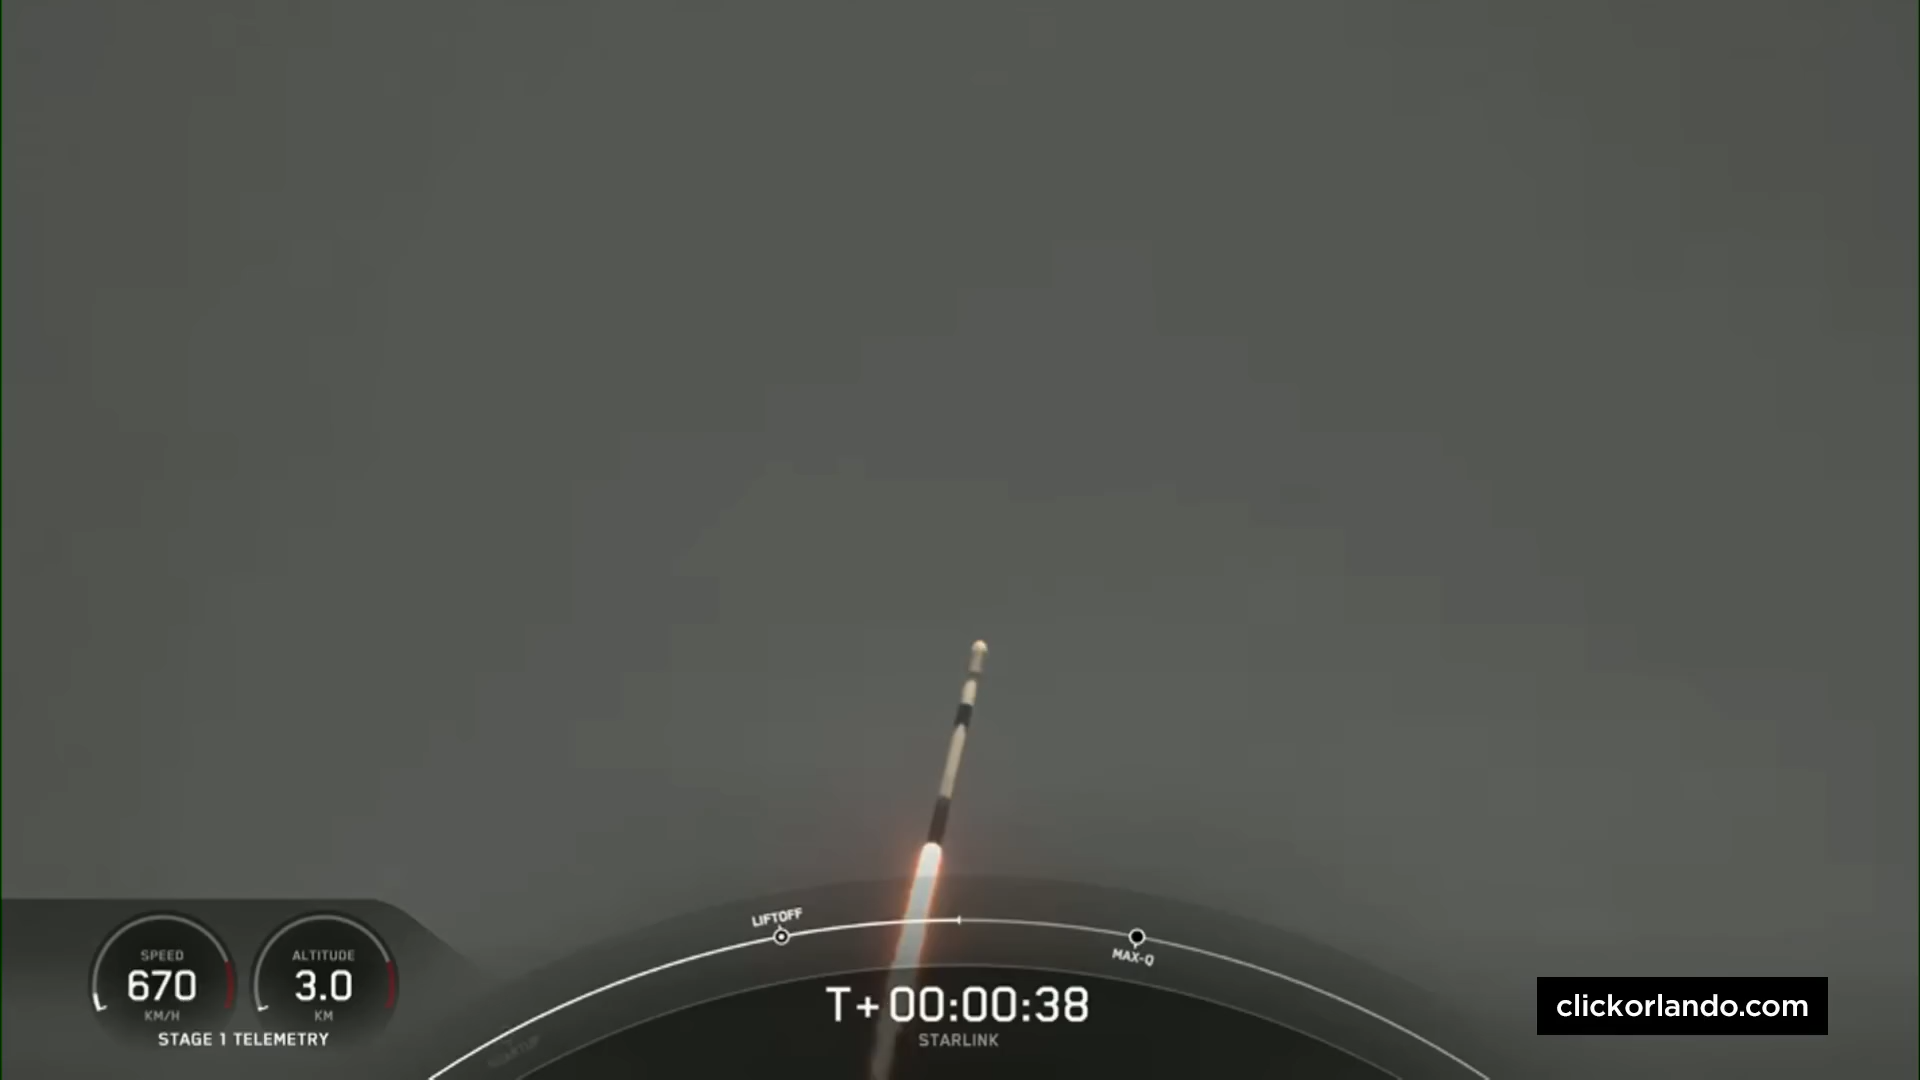 LIFTOFF
MAX-Q
SPEED
670
KM/H
ALTITUDE
3.0
KM
STAGE 1 TELEMETRY
T+00:00:38
STARLINK
clickorlando.com